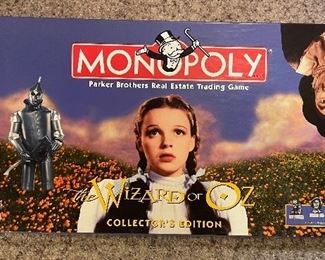 MONOPOLY
Parker Brothers Real Estate Trading Game
The WIZARD OF OZ
COLLECTOR'S EDITION